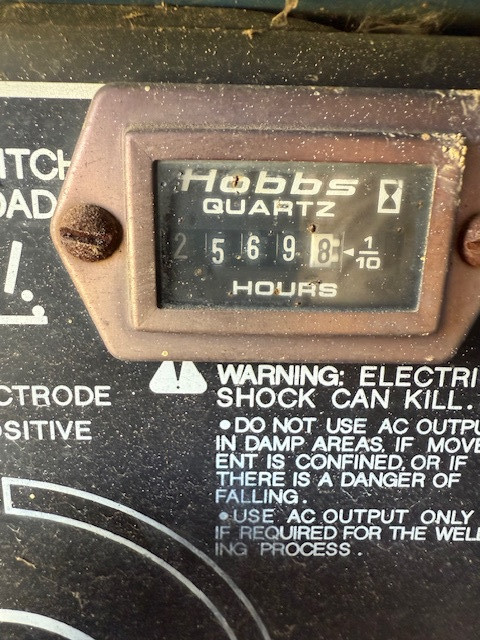 ITCH
OAD
Hobbs
QUARTZ
2 5 6 9 8 ◄ 1/10
HOURS
CTRODE
OSITIVE
WARNING: ELECTRI
SHOCK CAN KILL.
• DO NOT USE AC OUTPU
IN DAMP AREAS, IF MOVE
ENT IS CONFINED, OR IF
THERE IS A DANGER OF
FALLING.
• USE AC OUTPUT ONLY
IF REQUIRED FOR THE WEL
ING PROCESS.